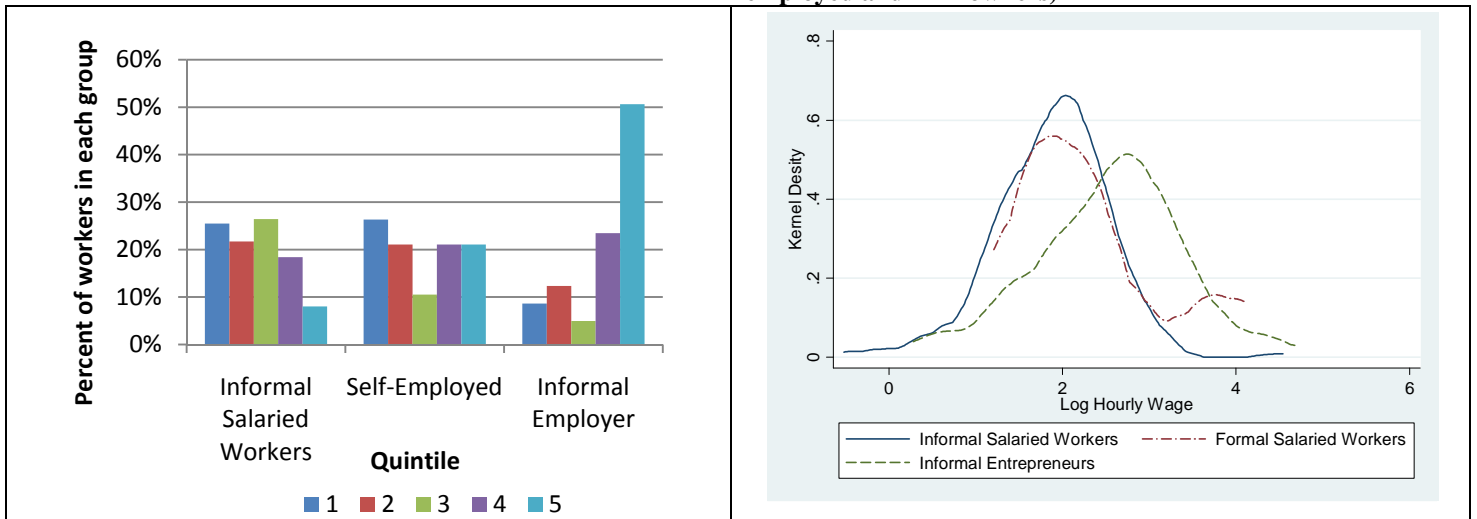 Percent of workers in each group
60%
50%
40%
30%
20%
10%
0%
Informal
Salaried
Workers
Self-Employed
Informal
Employer
Quintile
1 2 3 4 5
Kernel Desity
.8
.6
.4
.2
0
0 2 4 6
Log Hourly Wage
Informal Salaried Workers Formal Salaried Workers
Informal Entrepreneurs